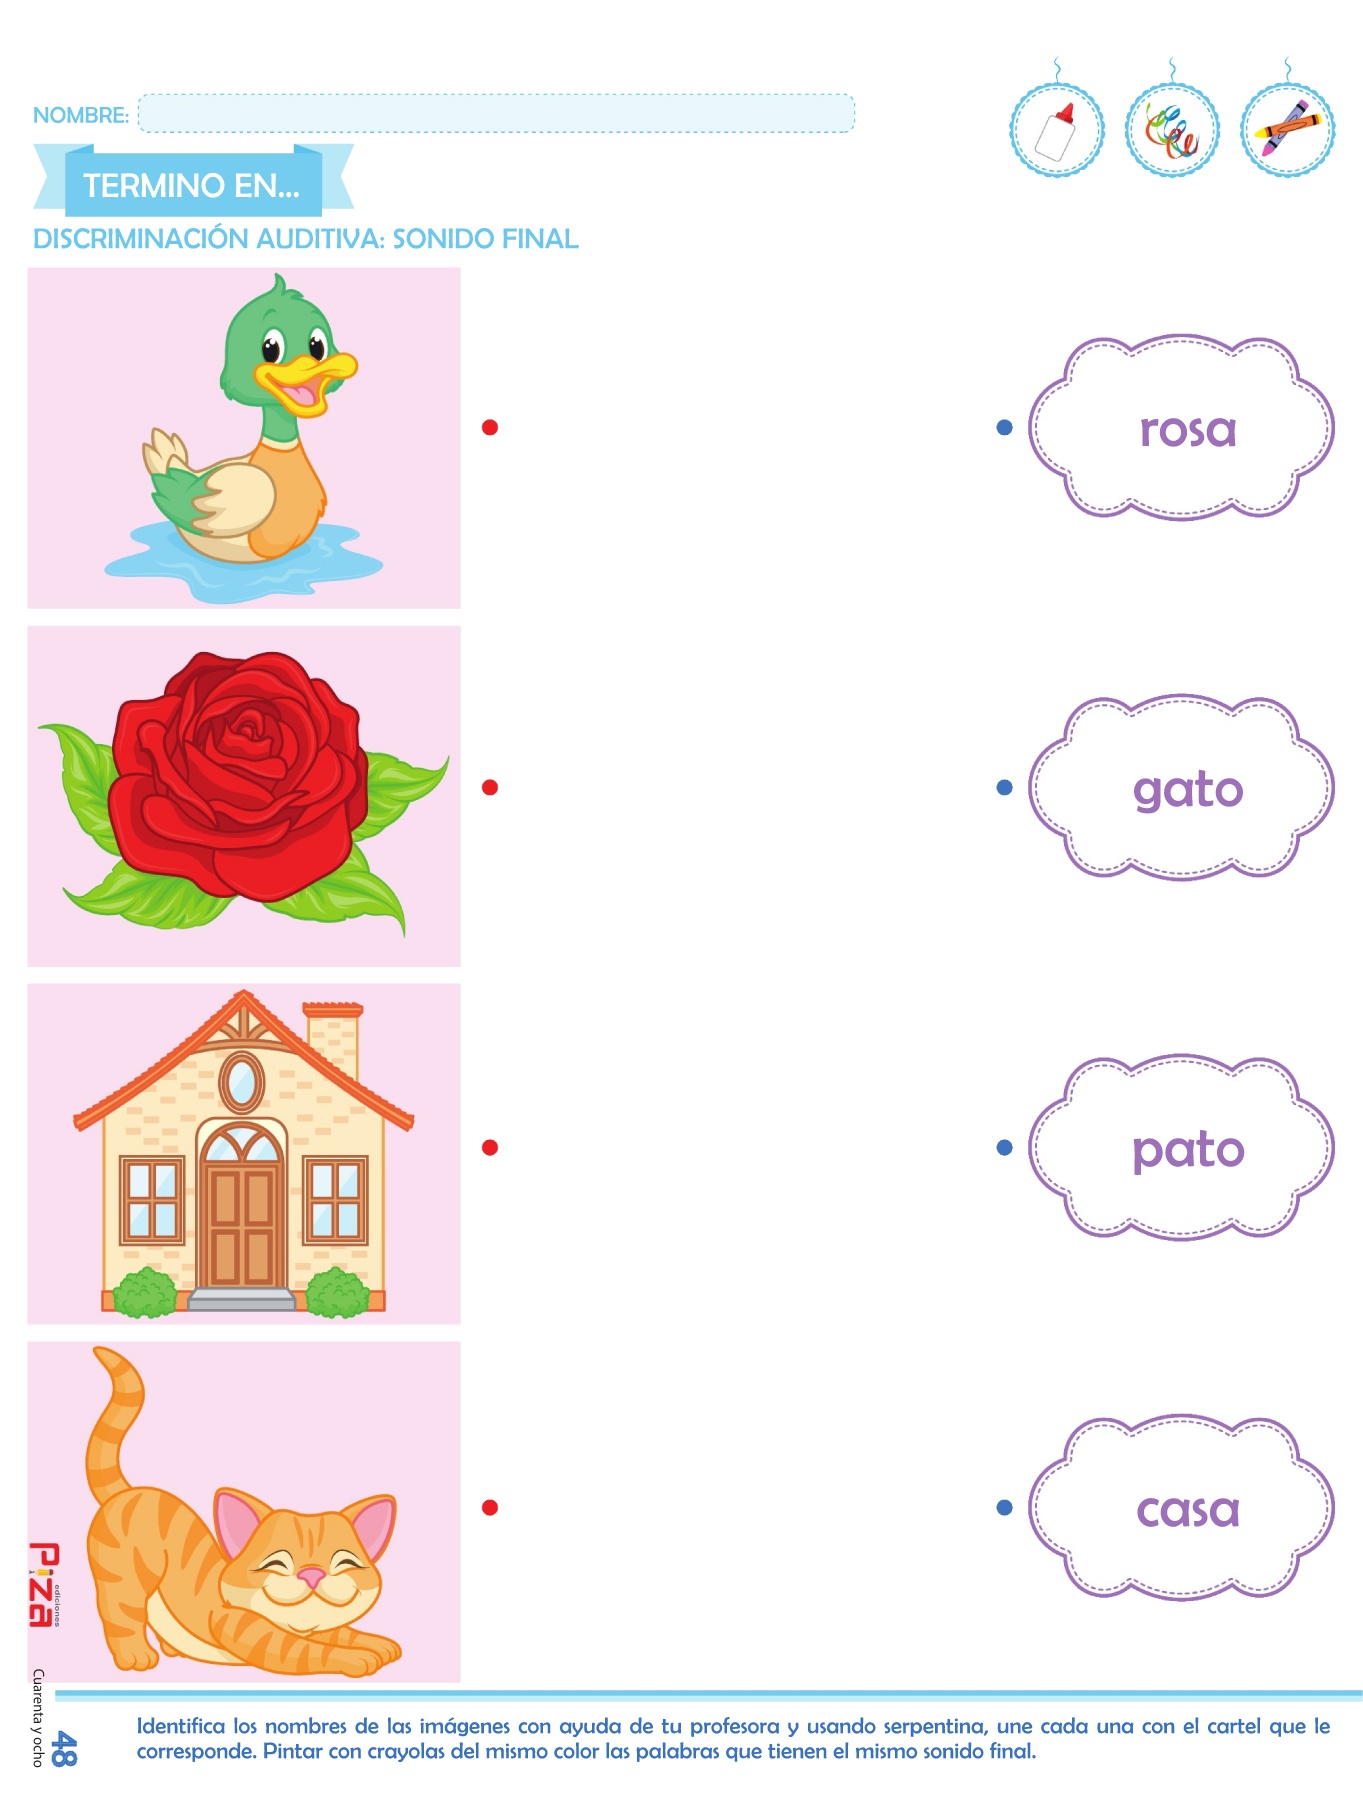 NOMBRE:
TERMINO EN...
DISCRIMINACIÓN AUDITIVA: SONIDO FINAL
rosa
gato
pato
casa
Piza
ediciones
Cuarenta y ocho
48
Identifica los nombres de las imágenes con ayuda de tu profesora y usando serpentina, une cada una con el cartel que le
corresponde. Pintar con crayolas del mismo color las palabras que tienen el mismo sonido final.